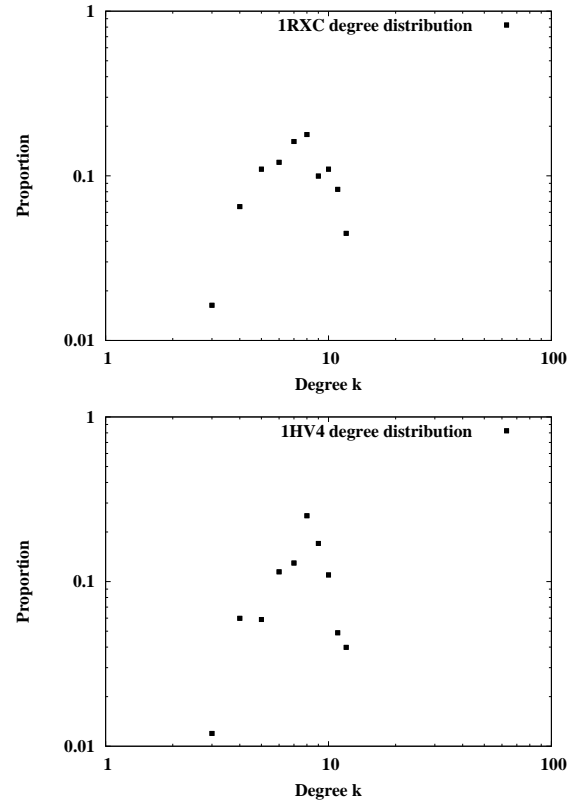 1
1RXC degree distribution
Proportion
0.1
0.01
1
10
100
Degree k
1
1HV4 degree distribution
Proportion
0.1
0.01
1
10
100
Degree k